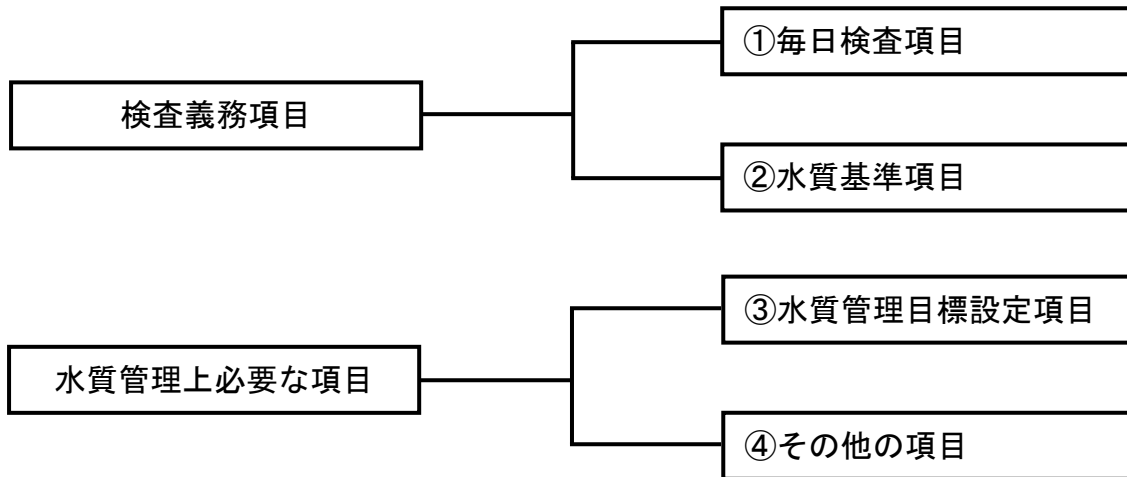 検査義務項目
①毎日検査項目
②水質基準項目
水質管理上必要な項目
③水質管理目標設定項目
④その他の項目